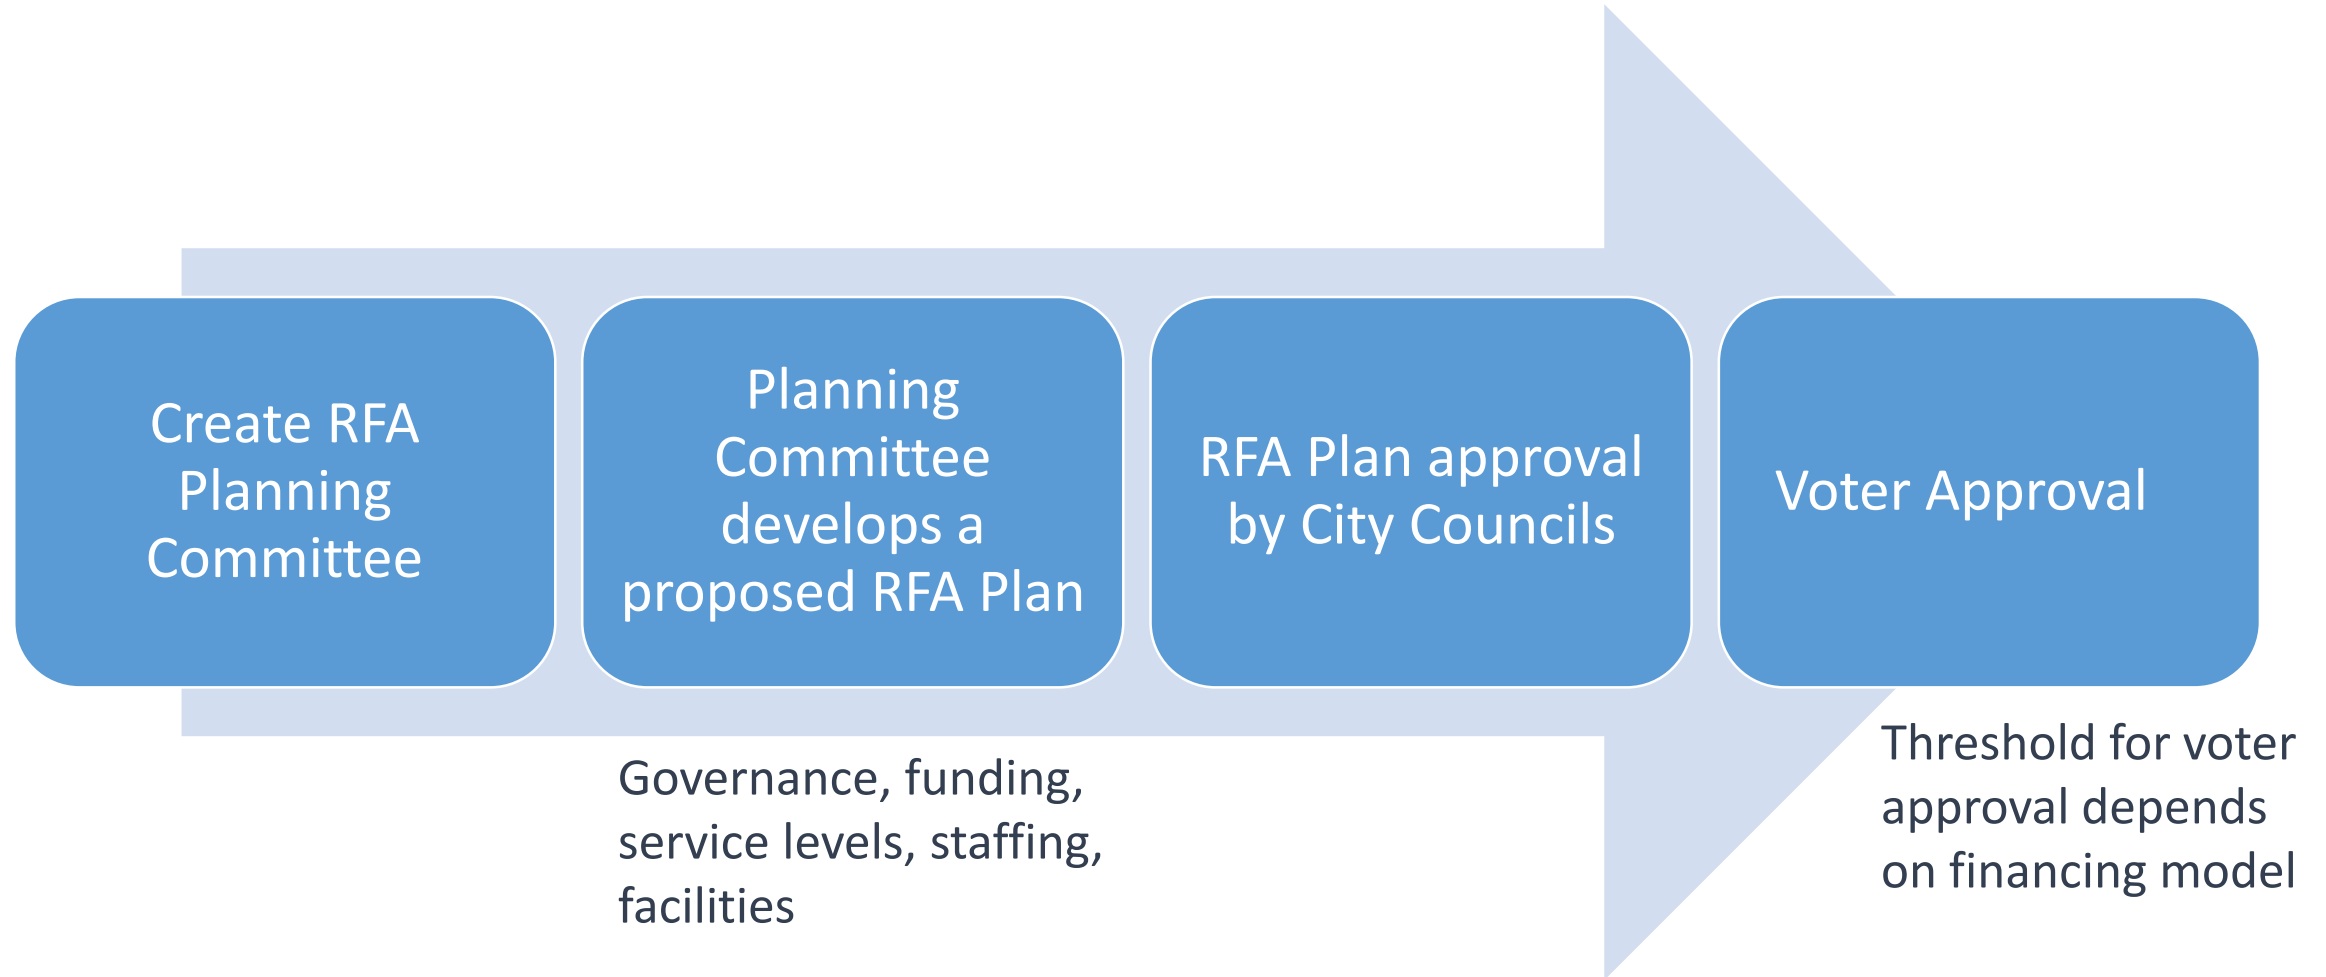 Create RFA
Planning
Committee
Planning
Committee
develops a
proposed RFA Plan
RFA Plan approval
by City Councils
Voter Approval
Governance, funding,
service levels, staffing,
facilities
Threshold for voter
approval depends
on financing model